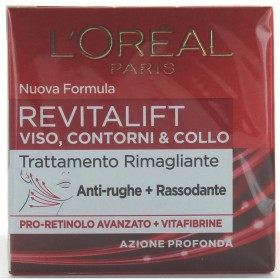 L'ORÉAL
PARIS
Nuova Formula
REVITALIFT
VISO, CONTORNI & COLLO
Trattamento Rimagliante
Anti-rughe + Rassodante
PRO-RETINOLO AVANZATO + VITAFIBRINE
AZIONE PROFONDA